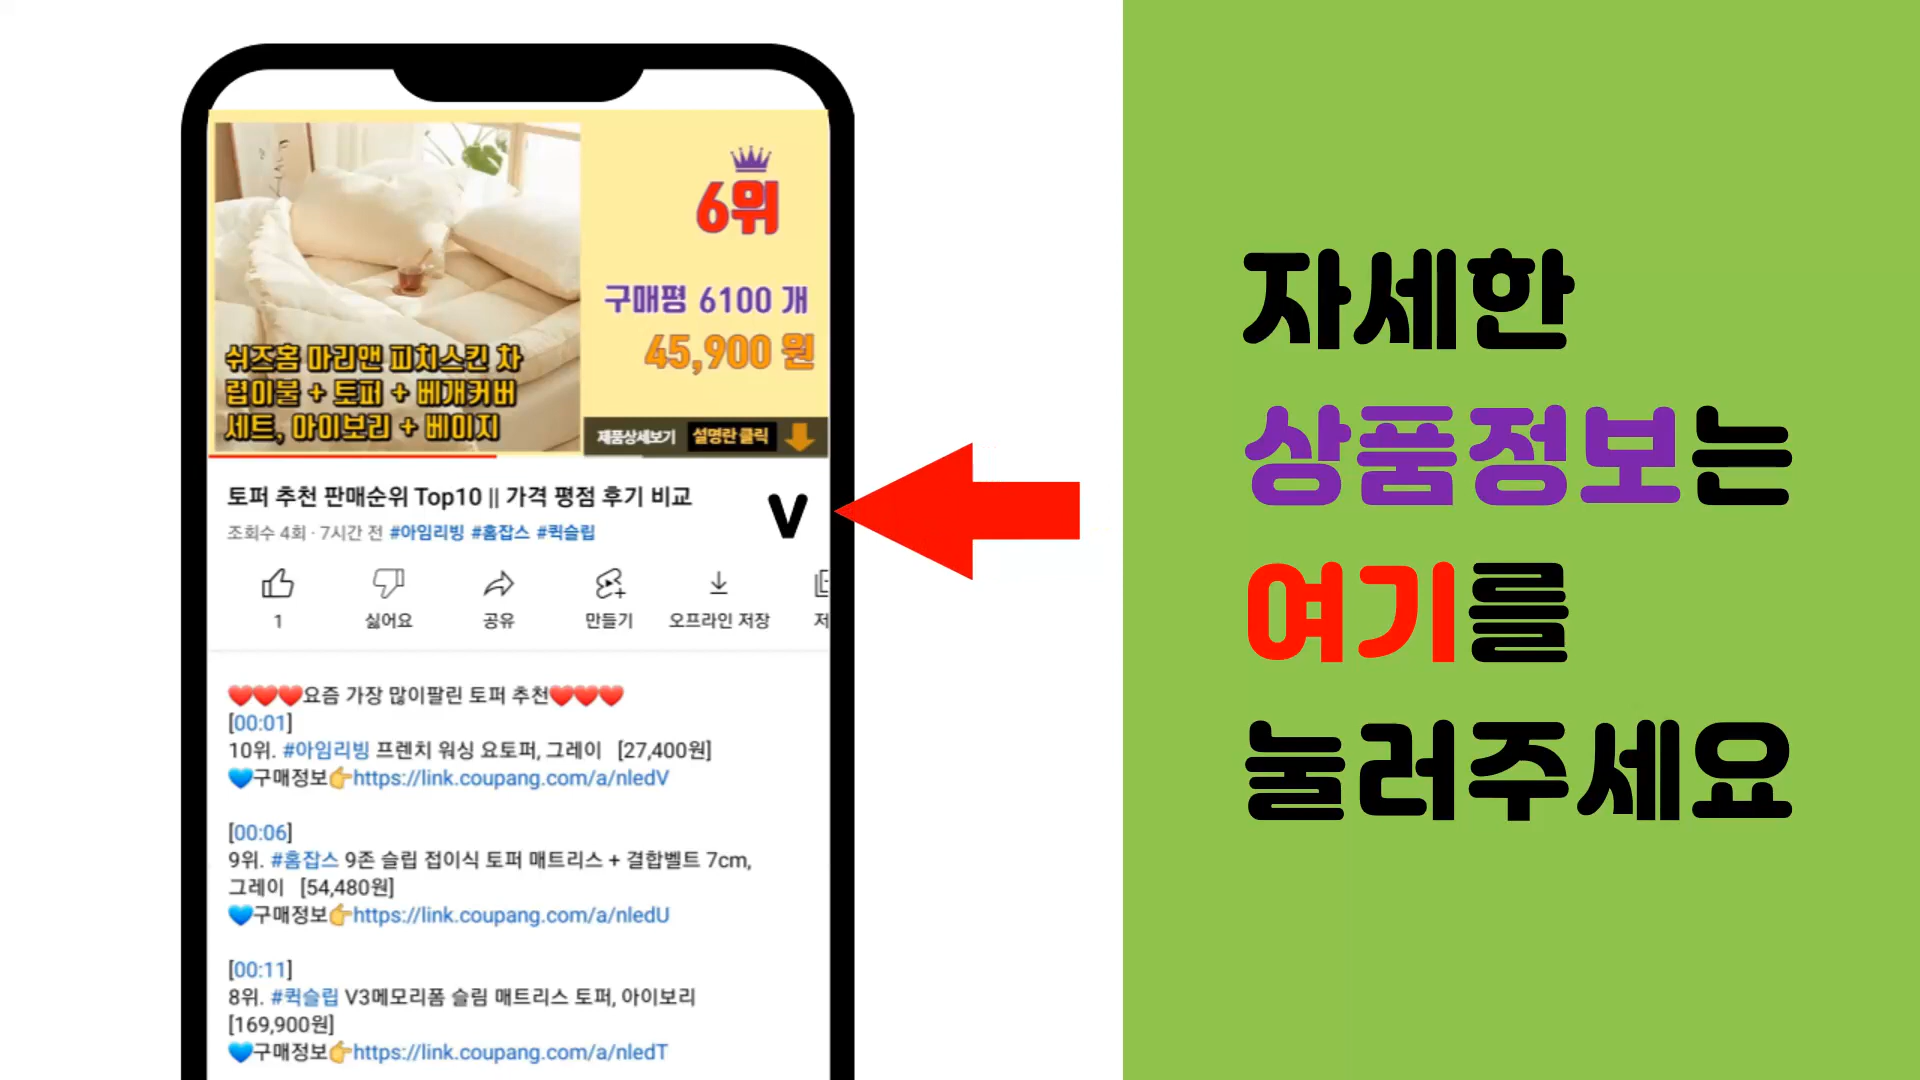 6위
구매평 6100 개
45,900 원
쉬즈홈 마리앤 피치스킨 차
렵이불 + 토퍼 + 베개커버
세트, 아이보리 + 베이지
제품상세보기 설명란 클릭
토퍼 추천 판매순위 Top10 || 가격 평점 후기 비교
V
조회수 4회 · 7시간 전 #아임리빙 #홈잡스 #퀵슬립
1 싫어요 공유 만들기 오프라인 저장 저
❤️❤️❤️요즘 가장 많이팔린 토퍼 추천❤️❤️❤️
[00:01]
10위. #아임리빙 프렌치 워싱 요토퍼, 그레이 [27,400원]
💙구매정보👉https://link.coupang.com/a/nledV
[00:06]
9위. #홈잡스 9존 슬립 접이식 토퍼 매트리스 + 결합벨트 7cm,
그레이 [54,480원]
💙구매정보👉https://link.coupang.com/a/nledU
[00:11]
8위. #퀵슬립 V3메모리폼 슬림 매트리스 토퍼, 아이보리
[169,900원]
💙구매정보👉https://link.coupang.com/a/nledT
자세한
상품정보는
여기를
눌러주세요